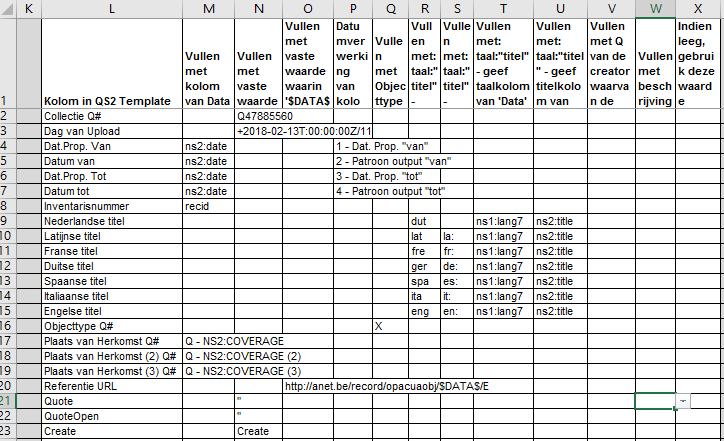 K L M N O P Q R S T U V W X
1 Kolom in QS2 Template Vullen met kolom van Data Vullen met vaste waarde Vullen met vaste waarde waarin '$DATA$ Datu mver werki ng van kolo Vulle n met Objec ttype Vull en met: taal:" titel" - Vulle n met: taal:" titel" - Vullen met: taal:"titel" - geef taalkolom van 'Data' Vullen met: taal:"titel " - geef titelkolo m van Vullen met Q van de creator waarva n de Vullen met besch rijving Indien leeg, gebrui k deze waard e
2 Collectie Q# Q47885560
3 Dag van Upload +2018-02-13T:00:00:00Z/11
4 Dat.Prop. Van ns2:date 1 - Dat. Prop. "van"
5 Datum van ns2:date 2 - Patroon output "van"
6 Dat.Prop. Tot ns2:date 3 - Dat. Prop. "tot"
7 Datum tot ns2:date 4 - Patroon output "tot"
8 Inventarisnummer recid
9 Nederlandse titel dut ns1:lang7 ns2:title
10 Latijnse titel lat la: ns1:lang7 ns2:title
11 Franse titel fre fr: ns1:lang7 ns2:title
12 Duitse titel ger de: ns1:lang7 ns2:title
13 Spaanse titel spa es: ns1:lang7 ns2:title
14 Italiaanse titel ita it: ns1:lang7 ns2:title
15 Engelse titel eng en: ns1:lang7 ns2:title
16 Objecttype Q# X
17 Plaats van Herkomst Q# Q - NS2:COVERAGE
18 Plaats van Herkomst (2) Q# Q - NS2:COVERAGE (2)
19 Plaats van Herkomst (3) Q# Q - NS2:COVERAGE (3)
20 Referentie URL http://anet.be/record/opacuaobj/$DATA$/E
21 Quote "
22 QuoteOpen "
23 Create Create